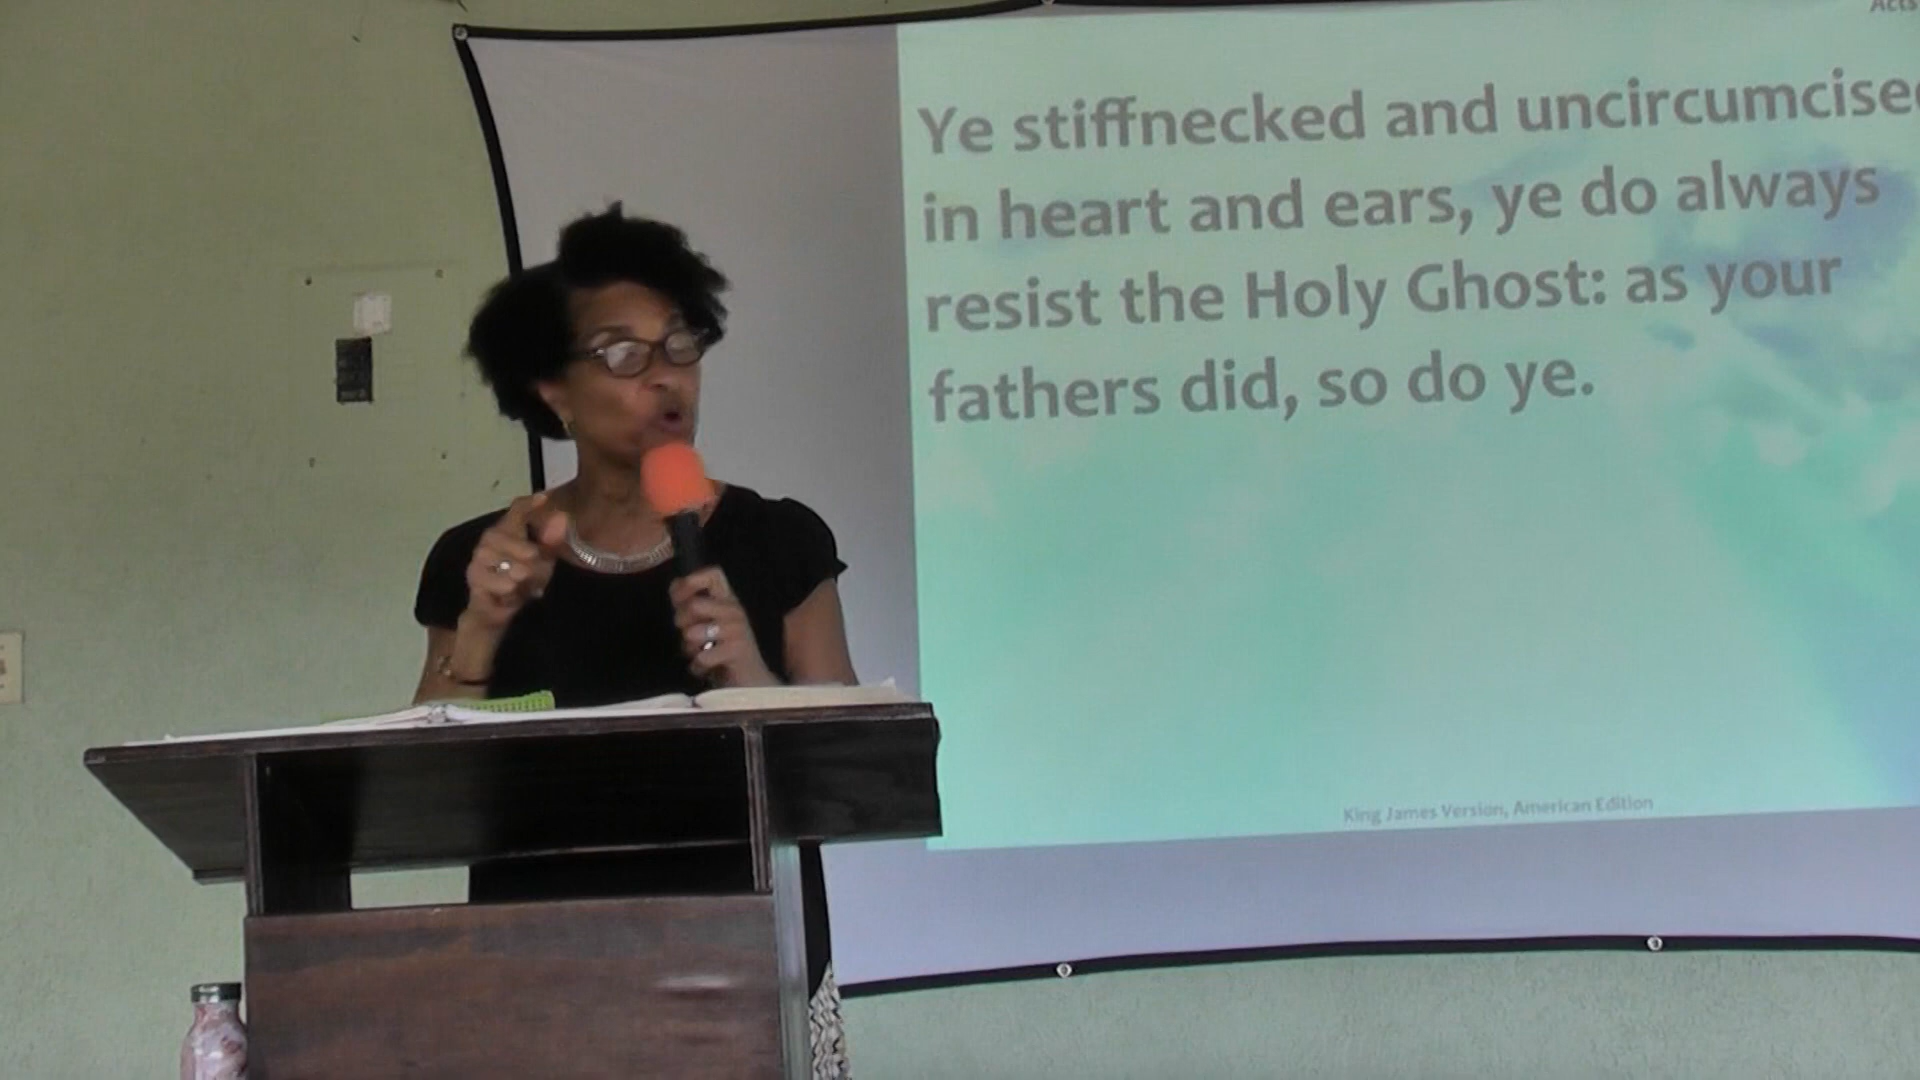 Acts
Ye stiffnecked and uncircumcised
in heart and ears, ye do always
resist the Holy Ghost: as your
fathers did, so do ye.
King James Version, American Edition